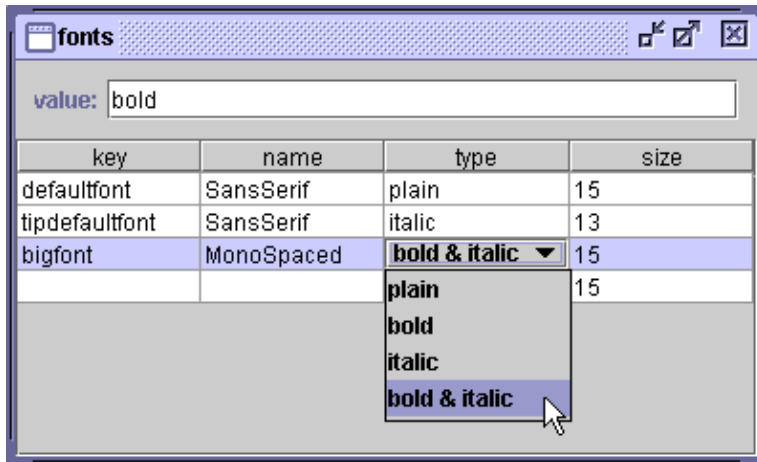 fonts
value: bold
key name type size
defaultfont SansSerif plain 15
tipdefaultfont SansSerif italic 13
bigfont MonoSpaced bold & italic 15
15
plain
bold
italic
bold & italic